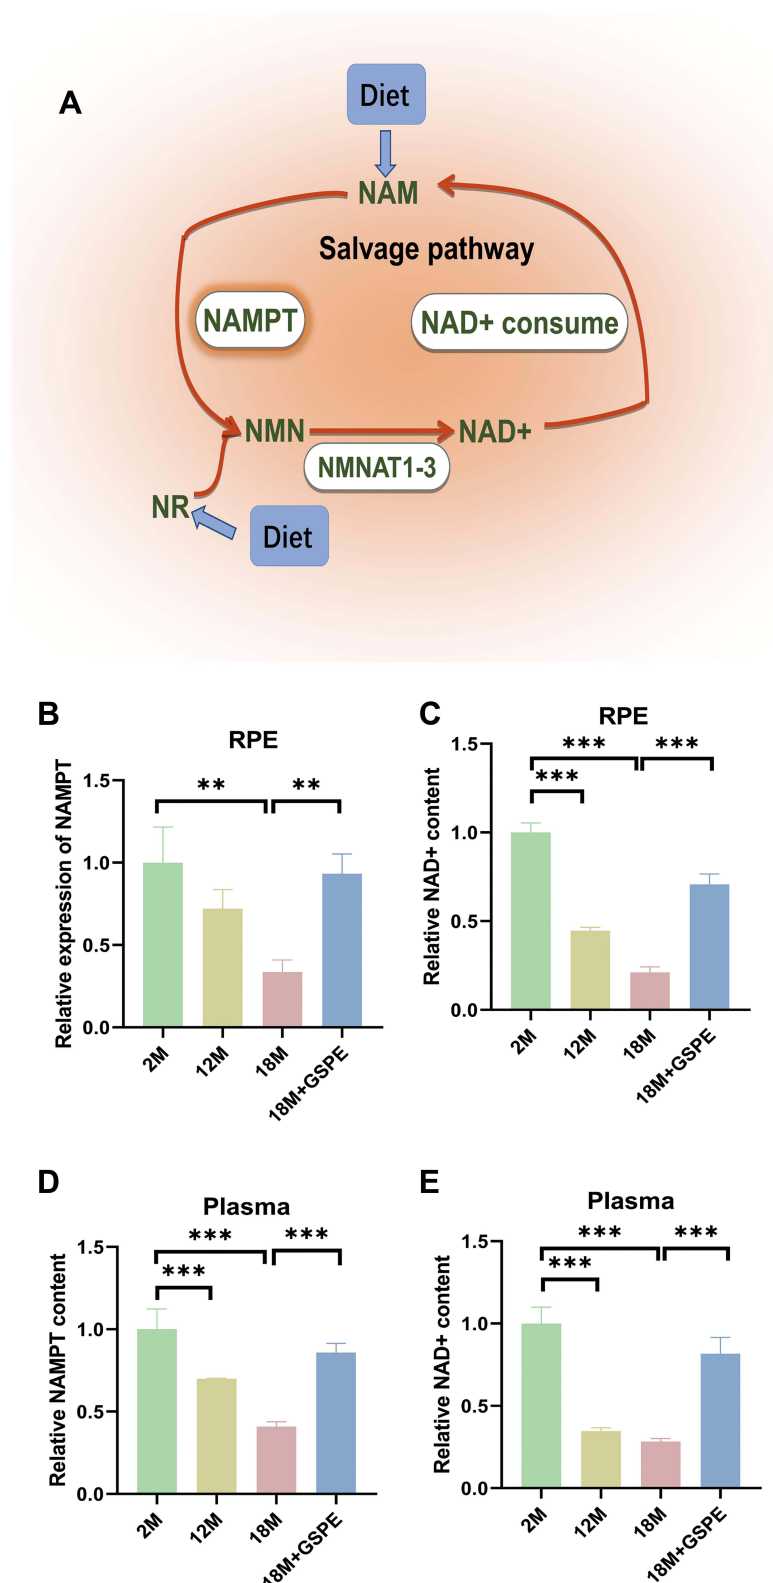 A
Diet
NAM
Salvage pathway
NAMPT
NAD+ consume
NMN
NAD+
NMNAT1-3
NR
Diet
B
RPE
** **
Relative expression of NAMPT
1.5
1.0
0.5
0.0
2M
12M
18M
18M+GSPE
C
RPE
*** ***
***
Relative NAD+ content
1.5
1.0
0.5
0.0
2M
12M
18M
18M+GSPE
D
Plasma
*** ***
***
Relative NAMPT content
1.5
1.0
0.5
0.0
2M
12M
18M
18M+GSPE
E
Plasma
*** ***
***
Relative NAD+ content
1.5
1.0
0.5
0.0
2M
12M
18M
18M+GSPE